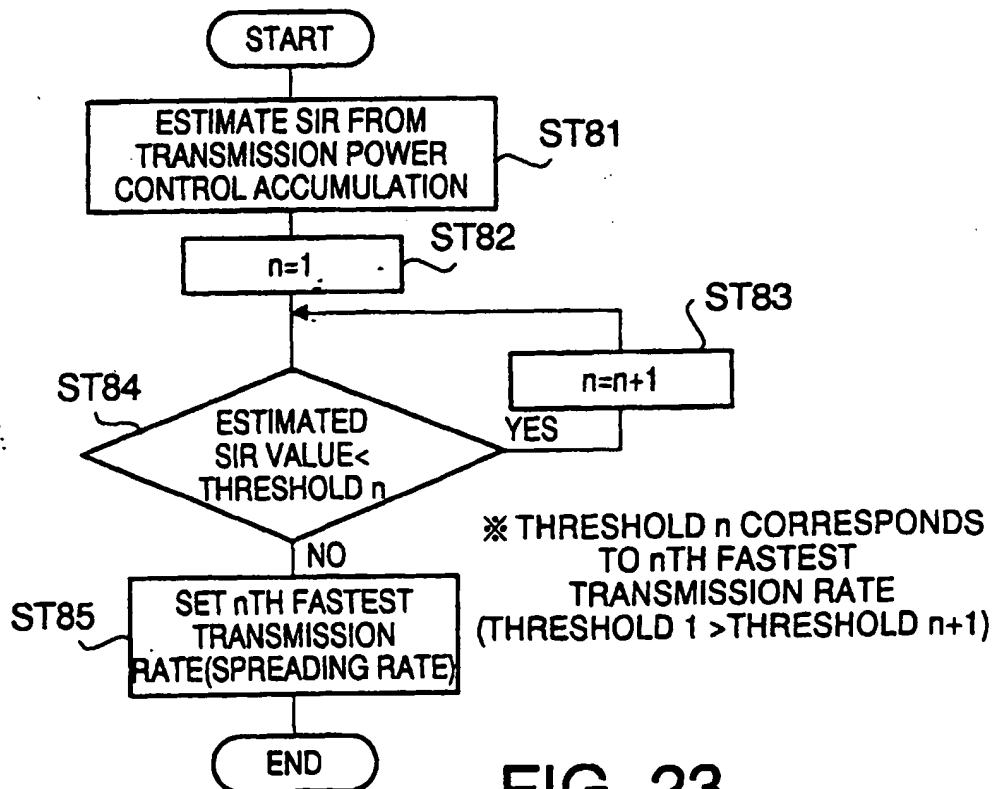 START
ESTIMATE SIR FROM
TRANSMISSION POWER
CONTROL ACCUMULATION
ST81
n=1
ST82
ST83
n=n+1
ST84
ESTIMATED
SIR VALUE<
THRESHOLD n
YES
NO
※ THRESHOLD n CORRESPONDS
TO nTH FASTEST
TRANSMISSION RATE
(THRESHOLD 1 >THRESHOLD n+1)
ST85
SET nTH FASTEST
TRANSMISSION
RATE(SPREADING RATE)
END
FIG. 23